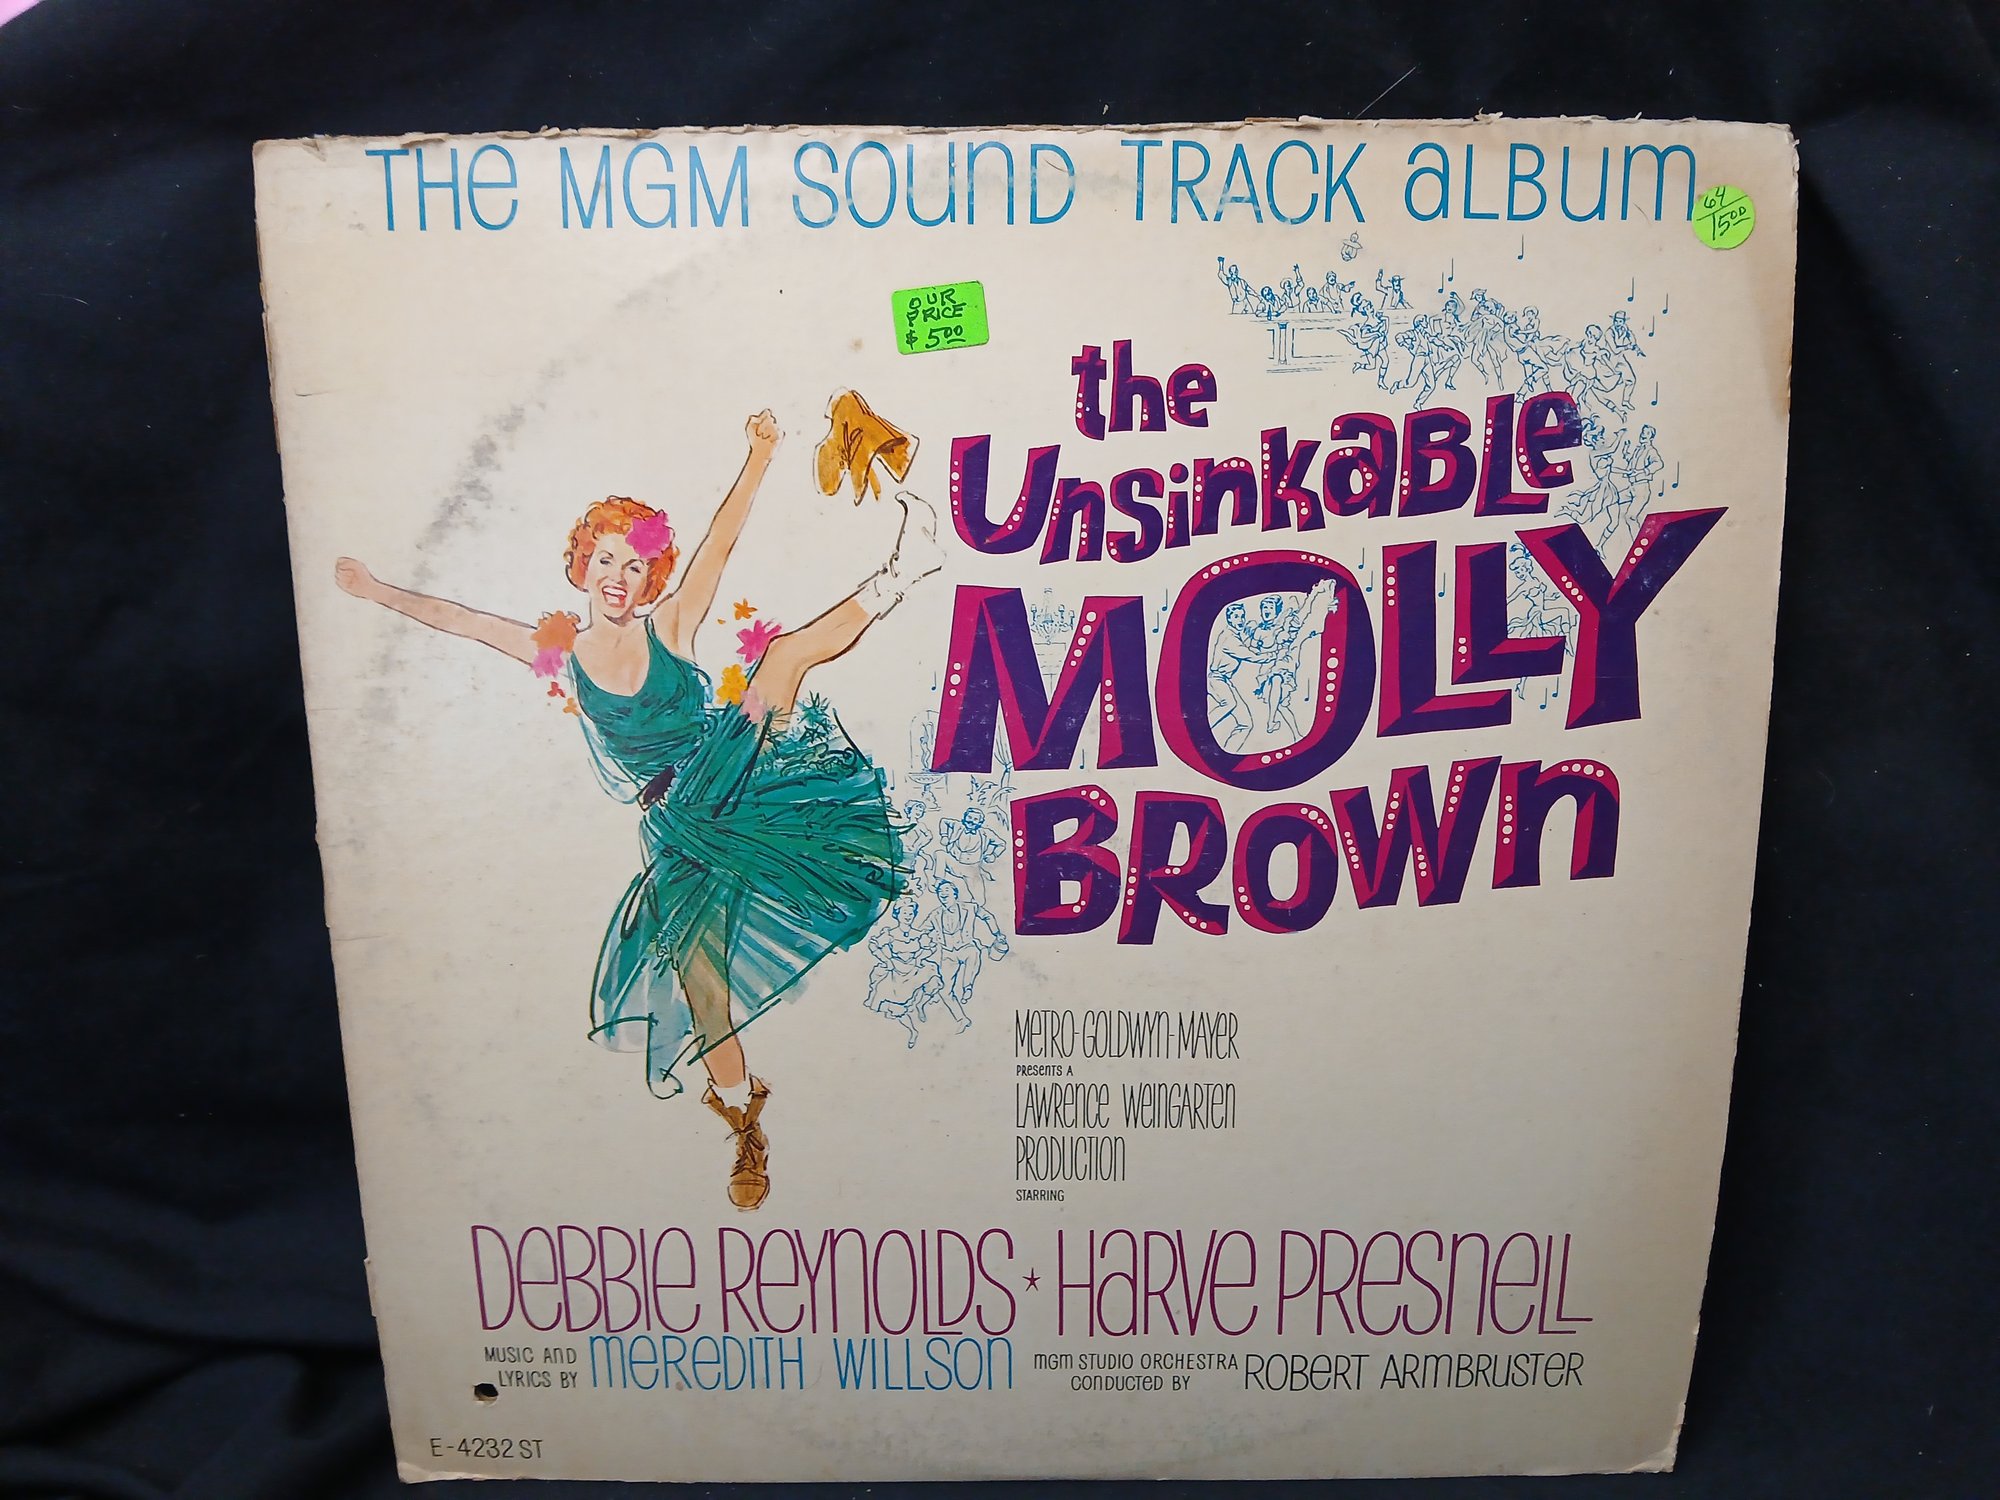 THE MGM SOUND TRACK ALBUM
64
15.00
OUR
PRICE
$ 5.00
the
Unsinkable
MOLLY
BROWN
METRO-GOLDWYN-MAYER
PRESENTS A
LAWRENCE WEINGARTEN
PRODUCTION
STARRING
DEBBIE REYNOLDS ★ HARVE PRESNELL
MUSIC AND
LYRICS BY MEREDITH WILLSON
MGM STUDIO ORCHESTRA
CONDUCTED BY ROBERT ARMBRUSTER
E-4232 ST